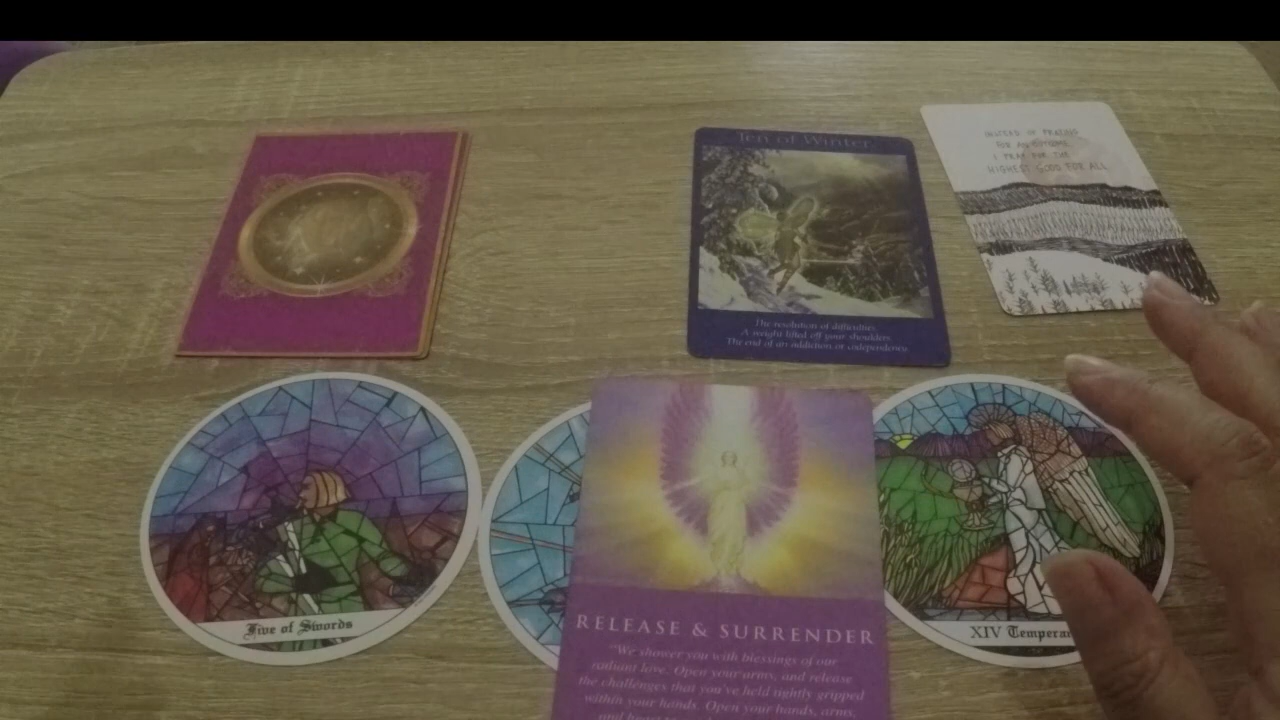 Ten of Winter
The resolution of difficulties.
A weight lifted off your shoulders.
The end of an addiction or codependency.
INSTEAD OF PRAYING
FOR AN OUTCOME,
I PRAY FOR THE
HIGHEST GOOD FOR ALL
Five of Swords
RELEASE & SURRENDER
"We shower you with blessings of our
radiant love. Open your arms, and release
the challenges that you've held tightly gripped
within your hands. Open your hands, arms,
XIV Temperan